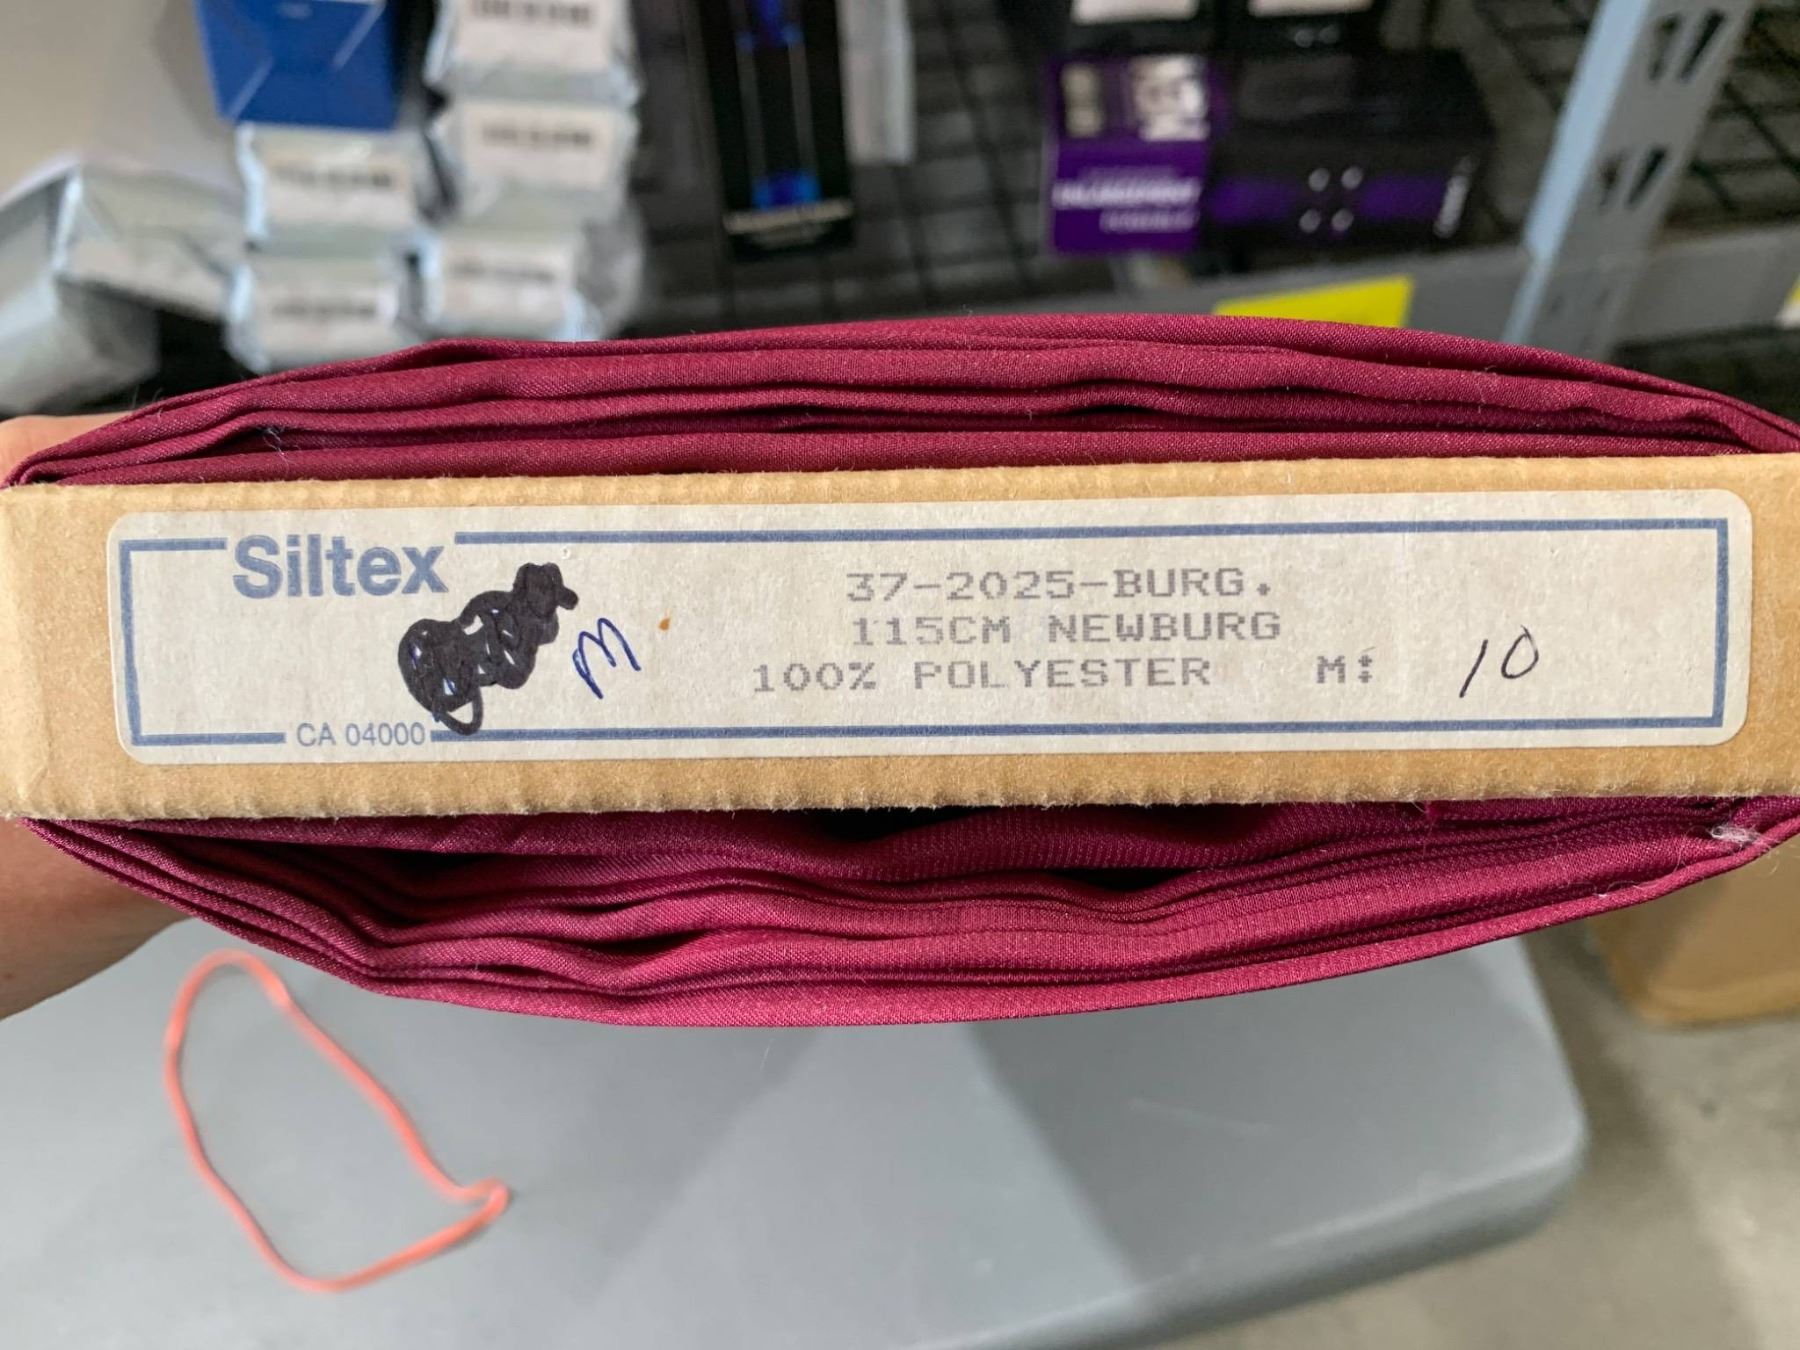 Siltex
37-2025-BURG.
115CM NEWBURG
100% POLYESTER M: 10
M
CA 04000